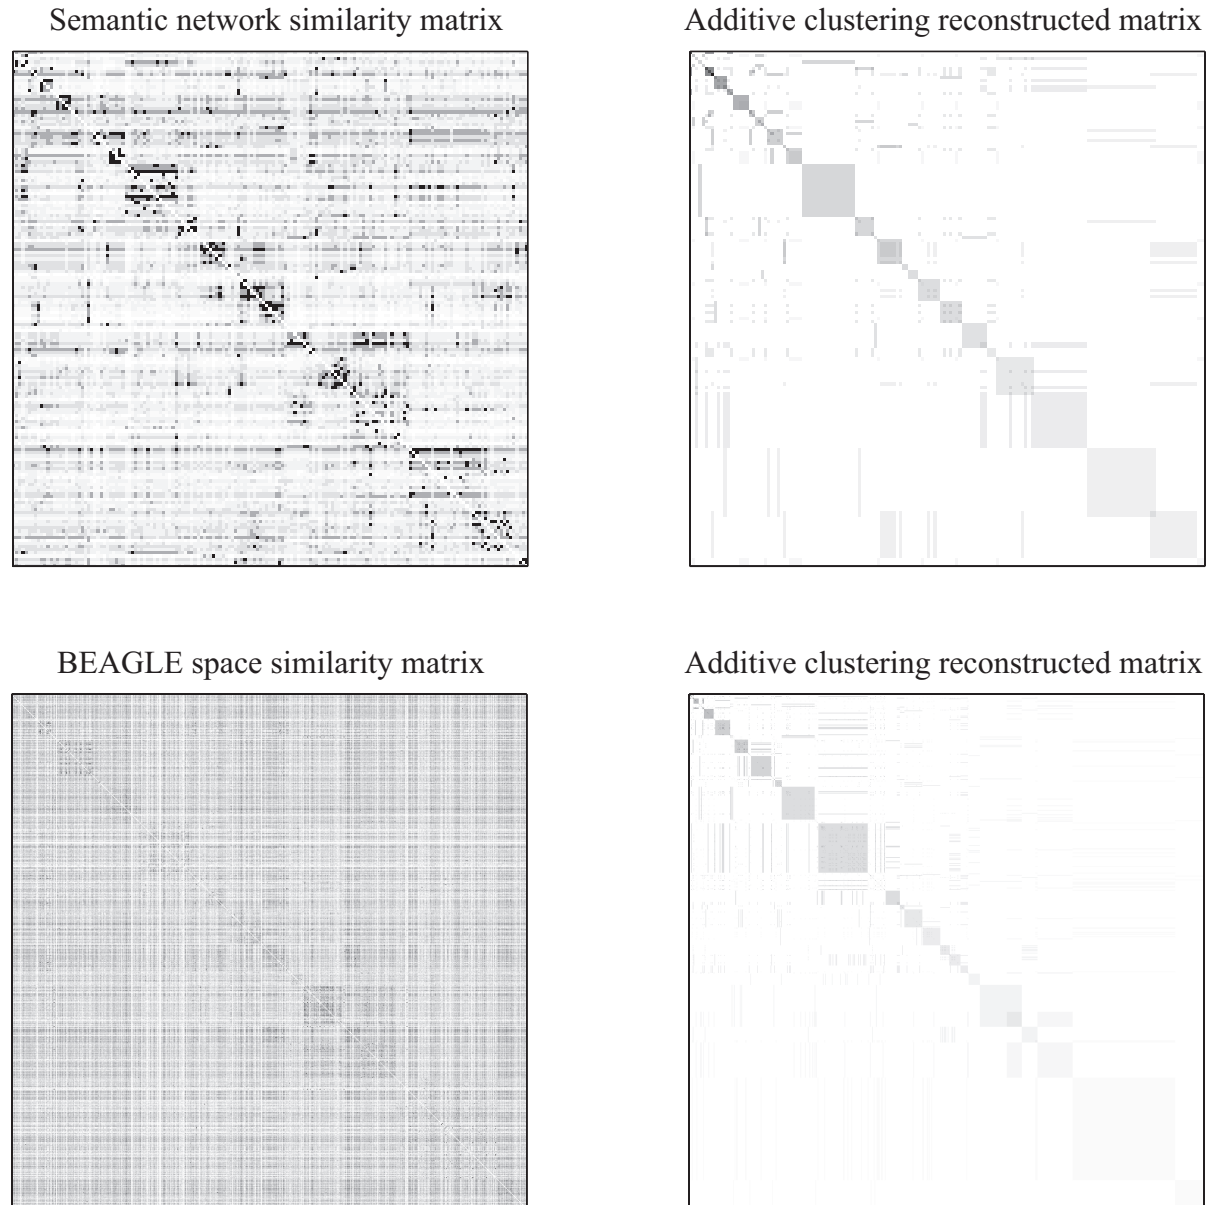 Semantic network similarity matrix
Additive clustering reconstructed matrix
BEAGLE space similarity matrix
Additive clustering reconstructed matrix